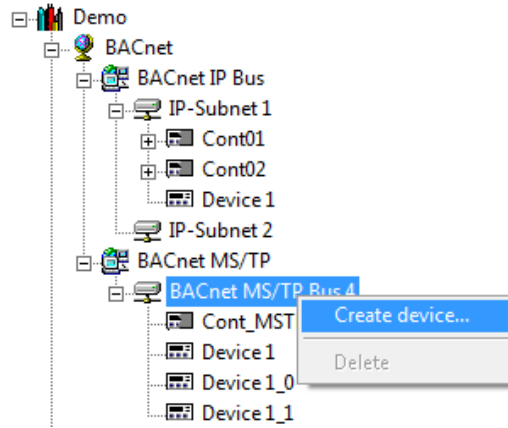 Demo
BACnet
BACnet IP Bus
IP-Subnet 1
Cont01
Cont02
Device 1
IP-Subnet 2
BACnet MS/TP
BACnet MS/TP Bus 4
Cont_MST
Create device...
Device 1
Delete
Device 1_0
Device 1_1